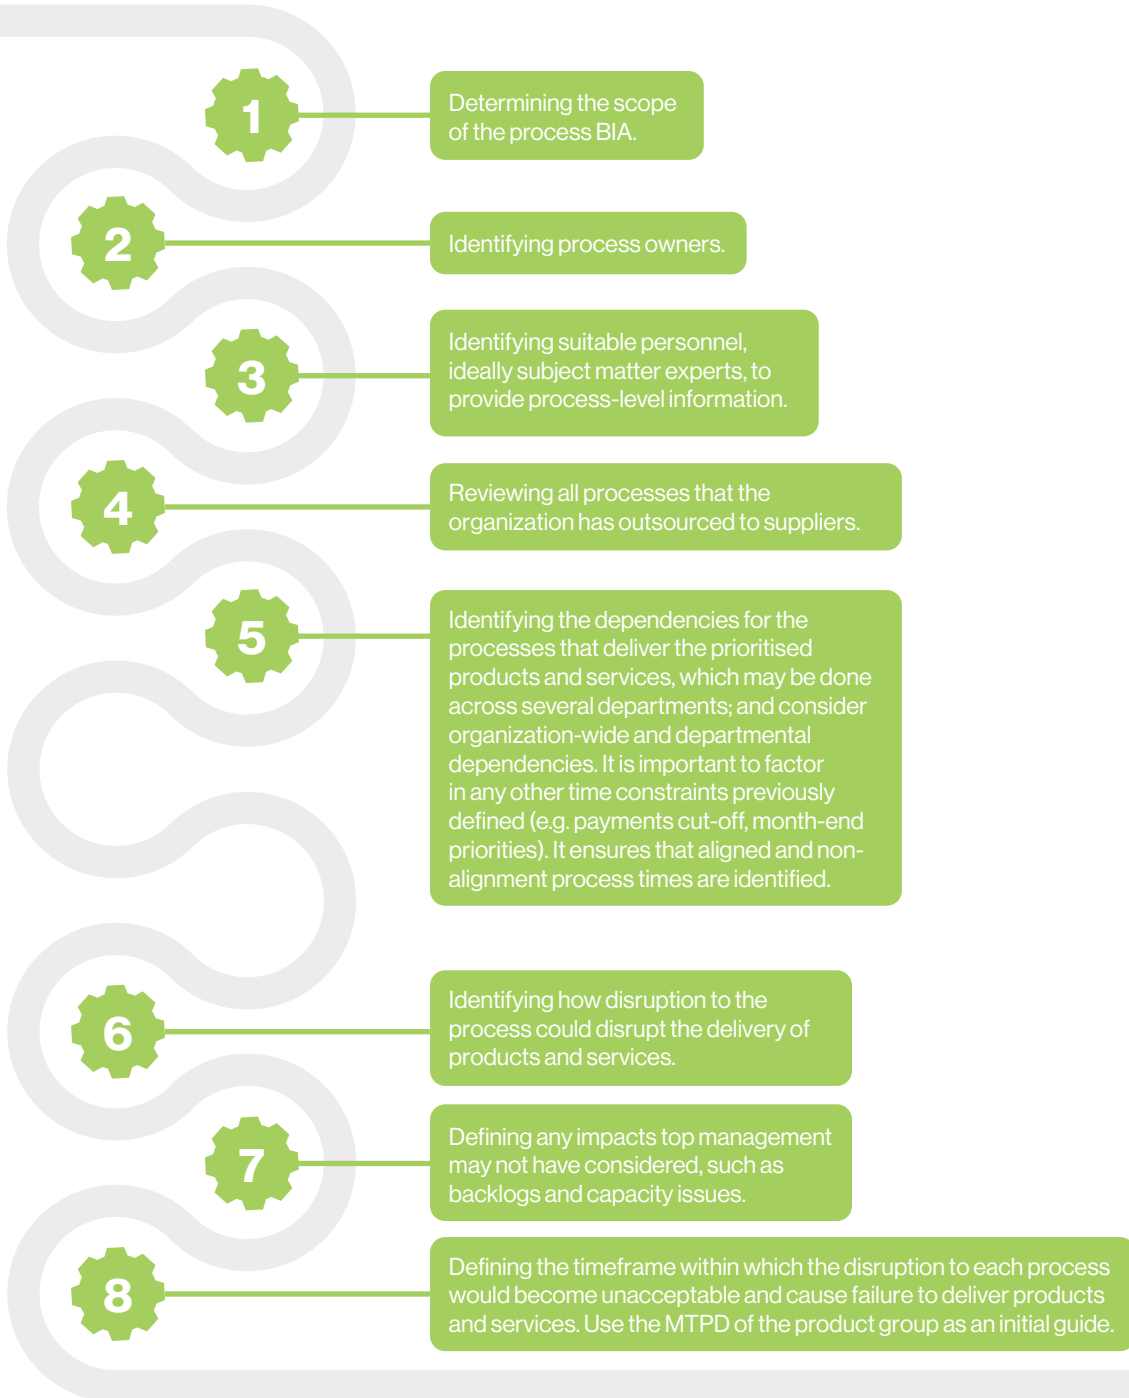 1
Determining the scope
of the process BIA.
2
Identifying process owners.
3
Identifying suitable personnel,
ideally subject matter experts, to
provide process-level information.
4
Reviewing all processes that the
organization has outsourced to suppliers.
5
Identifying the dependencies for the
processes that deliver the prioritised
products and services, which may be done
across several departments; and consider
organization-wide and departmental
dependencies. It is important to factor
in any other time constraints previously
defined (e.g. payments cut-off, month-end
priorities). It ensures that aligned and non-
alignment process times are identified.
6
Identifying how disruption to the
process could disrupt the delivery of
products and services.
7
Defining any impacts top management
may not have considered, such as
backlogs and capacity issues.
8
Defining the timeframe within which the disruption to each process
would become unacceptable and cause failure to deliver products
and services. Use the MTPD of the product group as an initial guide.